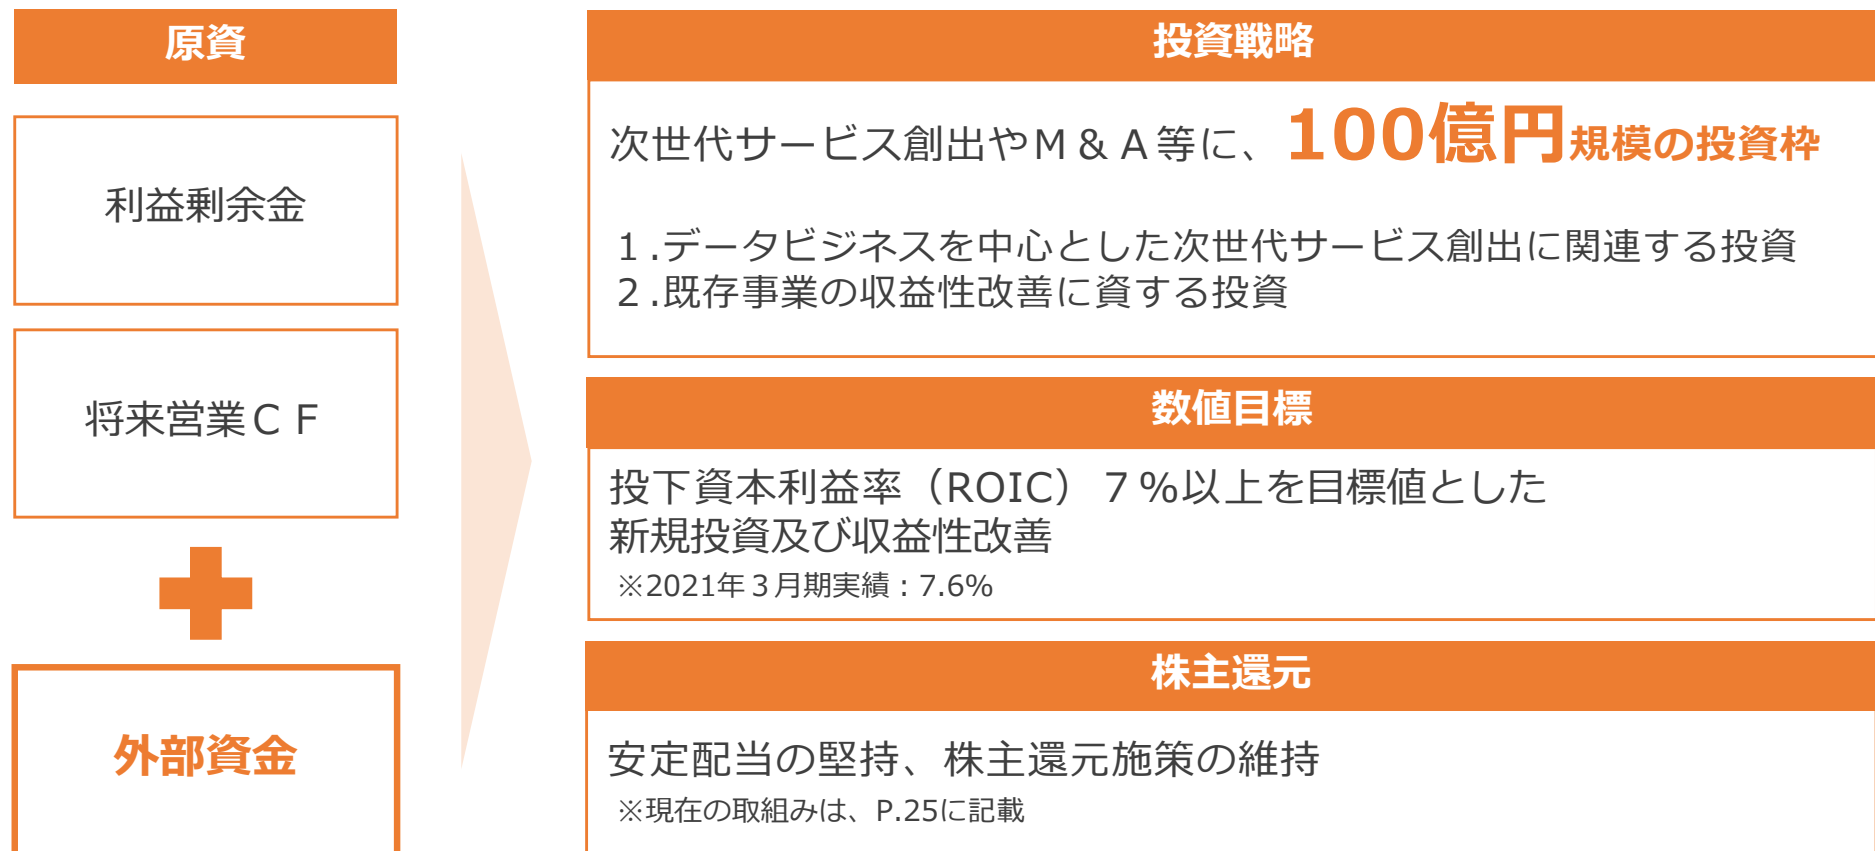 原資
利益剰余金
将来営業ＣＦ
外部資金
投資戦略
次世代サービス創出やＭ＆Ａ等に、100億円規模の投資枠
１.データビジネスを中心とした次世代サービス創出に関連する投資
２.既存事業の収益性改善に資する投資
数値目標
投下資本利益率（ROIC）７%以上を目標値とした
新規投資及び収益性改善
※2021年３月期実績：7.6%
株主還元
安定配当の堅持、株主還元施策の維持
※現在の取組みは、P.25に記載